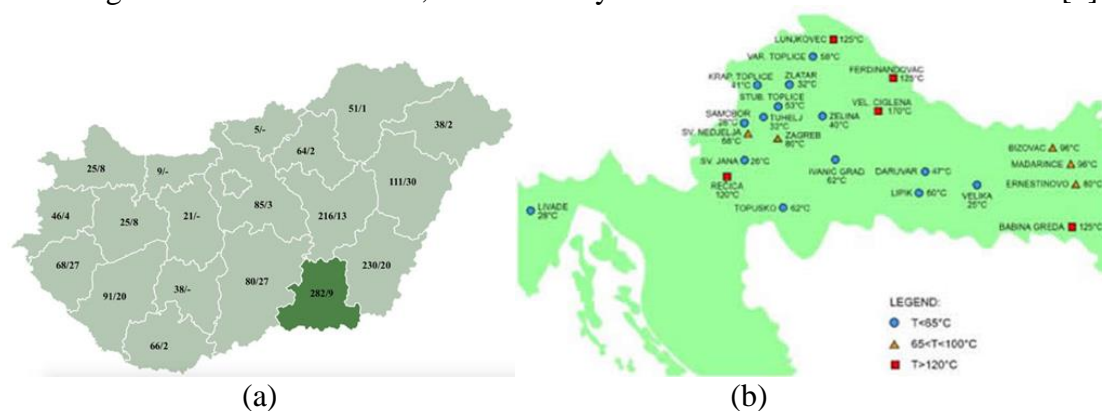 51/1
38/2
5/-
64/2
25/8
9/-
111/30
85/3
46/4
25/8
21/-
216/13
68/27
230/20
80/27
282/9
91/20
38/-
66/2
(a)
LUNJKOVEC 125°C
VAR. TOPLICE 58°C
FERDINANDOVAC
125°C
KRAP. TOPLICE
41°C
ZLATAR
32°C
STUB. TOPLICE
53°C
VEL. CIGLENA
170°C
SAMOBOR
28°C
TUHELJ
32°C
ZELINA
40°C
SV. NEDJELJA
68°C
ZAGREB
80°C
BIZOVAC 96°C
SV. JANA 26°C
IVANIĆ GRAD
62°C
DARUVAR 47°C
MADARINCE 96°C
REČICA
120°C
LIPIK 60°C
VELIKA
25°C
ERNESTINOVO 80°C
LIVADE
28°C
TOPUSKO 62°C
BABINA GREDA 125°C
LEGEND:
T<65°C
65<T<100°C
T>120°C
(b)